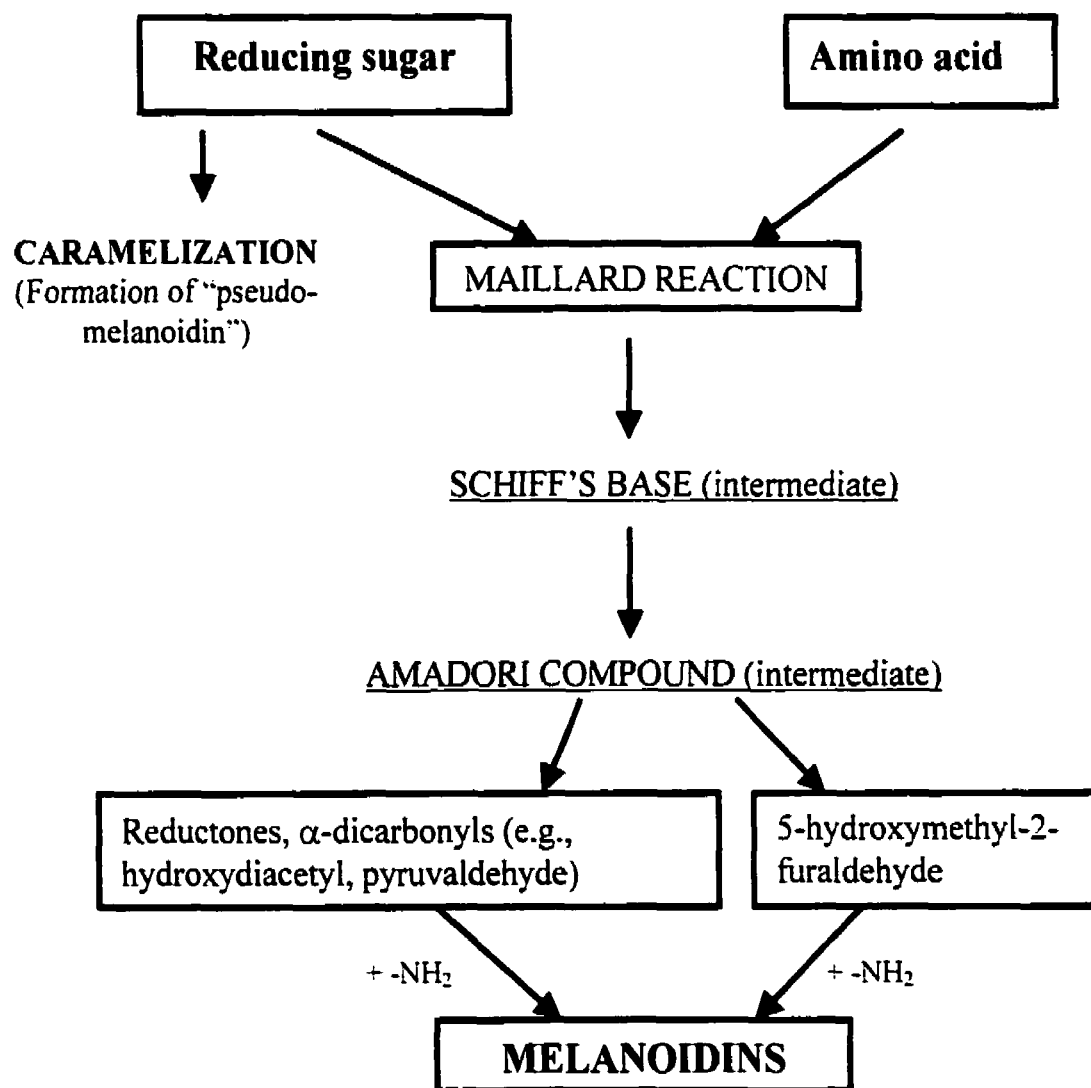 Reducing sugar
Amino acid
CARAMELIZATION
(Formation of "pseudo-
melanoidin")
MAILLARD REACTION
SCHIFF'S BASE (intermediate)
AMADORI COMPOUND (intermediate)
Reductones, α-dicarbonyls (e.g.,
hydroxydiacetyl, pyruvaldehyde)
5-hydroxymethyl-2-
furaldehyde
+ -NH₂
+ -NH₂
MELANOIDINS